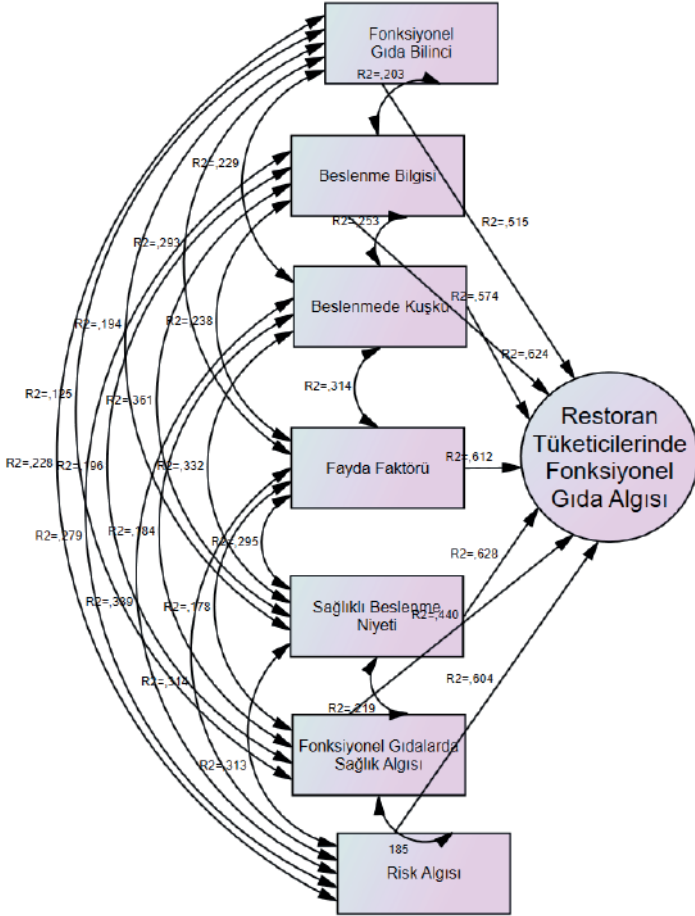 Fonksiyonel
Gıda Bilinci
R2=,203
R2=,229
Beslenme Bilgisi
R2=,253
R2=,515
R2=,293
R2=,574
Beslenmede Kuşku
R2=,194
R2=,238
R2=,624
R2=,125
R2=,361
R2=,314
Restoran
Tüketicilerinde
Fonksiyonel
Gıda Algısı
R2=,228
R2=,196
R2=,332
Fayda Faktörü
R2=,612
R2=,279
R2=,184
R2=,295
R2=,628
R2=,389
R2=,178
Sağlıklı Beslenme
Niyeti
R2=,440
R2=,314
R2=,604
R2=,219
Fonksiyonel Gıdalarda
Sağlık Algısı
R2=,313
185
Risk Algısı